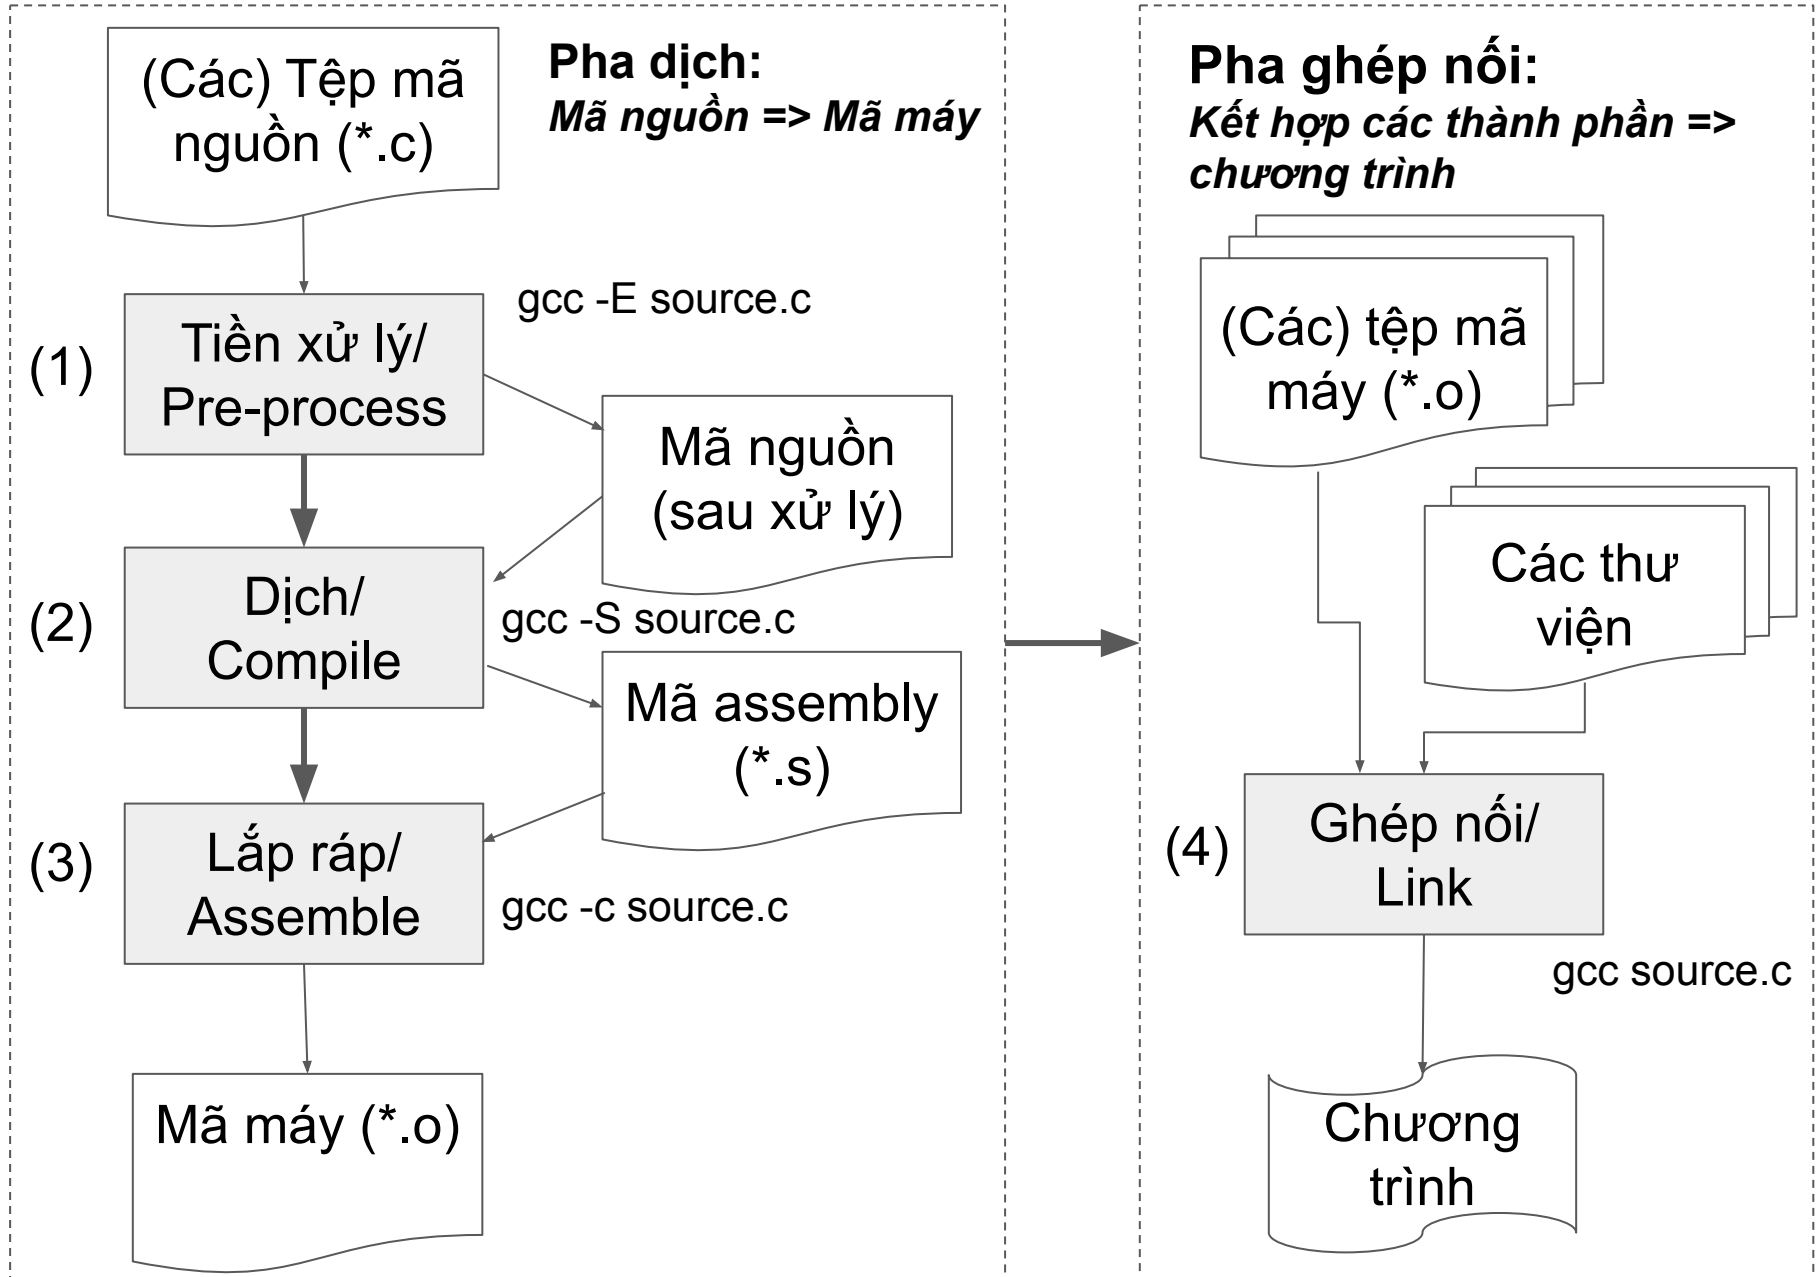 (Các) Tệp mã
nguồn (*.c)
Pha dịch:
Mã nguồn => Mã máy
gcc -E source.c
(1)
Tiền xử lý/
Pre-process
Mã nguồn
(sau xử lý)
(2)
Dịch/
Compile
gcc -S source.c
Mã assembly
(*.s)
(3)
Lắp ráp/
Assemble
gcc -c source.c
Mã máy (*.o)
Pha ghép nối:
Kết hợp các thành phần =>
chương trình
(Các) tệp mã
máy (*.o)
Các thư
viện
(4)
Ghép nối/
Link
gcc source.c
Chương
trình